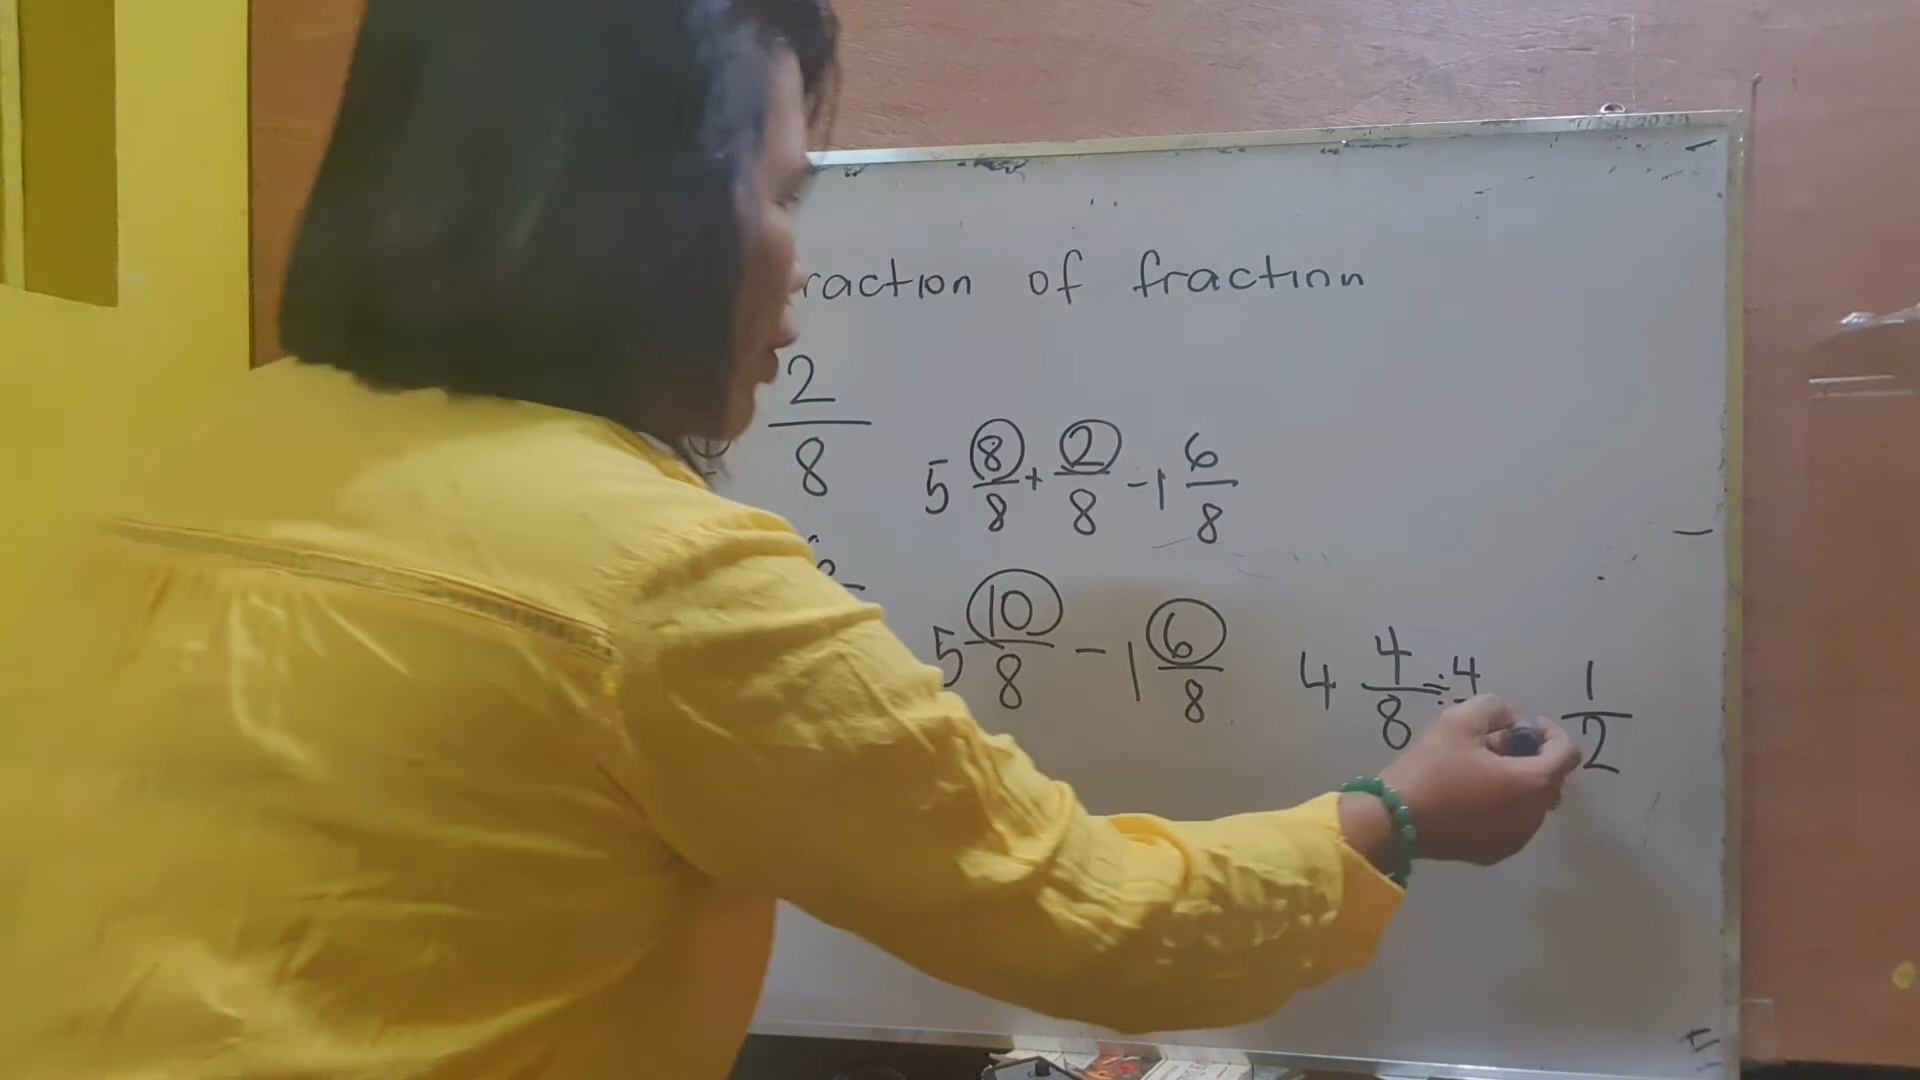 raction of fraction
2/8
5 8/8 + 2/8 - 1 6/8
5 10/8 - 1 6/8
4 4/8 ÷ 4
1/2